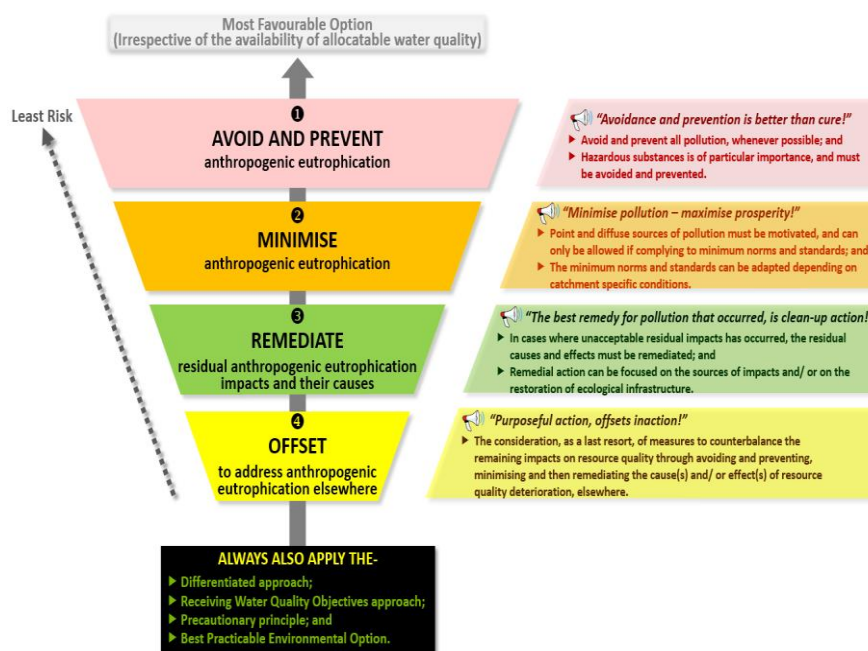 Most Favourable Option
(Irrespective of the availability of allocatable water quality)
Least Risk
❶
AVOID AND PREVENT
anthropogenic eutrophication
“Avoidance and prevention is better than cure!”
▶ Avoid and prevent all pollution, whenever possible; and
▶ Hazardous substances is of particular importance, and must
be avoided and prevented.
❷
MINIMISE
anthropogenic eutrophication
“Minimise pollution – maximise prosperity!”
▶ Point and diffuse sources of pollution must be motivated, and can
only be allowed if complying to minimum norms and standards; and
▶ The minimum norms and standards can be adapted depending on
catchment specific conditions.
❸
REMEDIATE
residual anthropogenic eutrophication
impacts and their causes
“The best remedy for pollution that occurred, is clean-up action!”
▶ In cases where unacceptable residual impacts has occurred, the residual
causes and effects must be remediated; and
▶ Remedial action can be focused on the sources of impacts and/ or on the
restoration of ecological infrastructure.
❹
OFFSET
to address anthropogenic
eutrophication elsewhere
“Purposeful action, offsets inaction!”
▶ The consideration, as a last resort, of measures to counterbalance the
remaining impacts on resource quality through avoiding and preventing,
minimising and then remediating the cause(s) and/ or effect(s) of resource
quality deterioration, elsewhere.
ALWAYS ALSO APPLY THE-
▶ Differentiated approach;
▶ Receiving Water Quality Objectives approach;
▶ Precautionary principle; and
▶ Best Practicable Environmental Option.